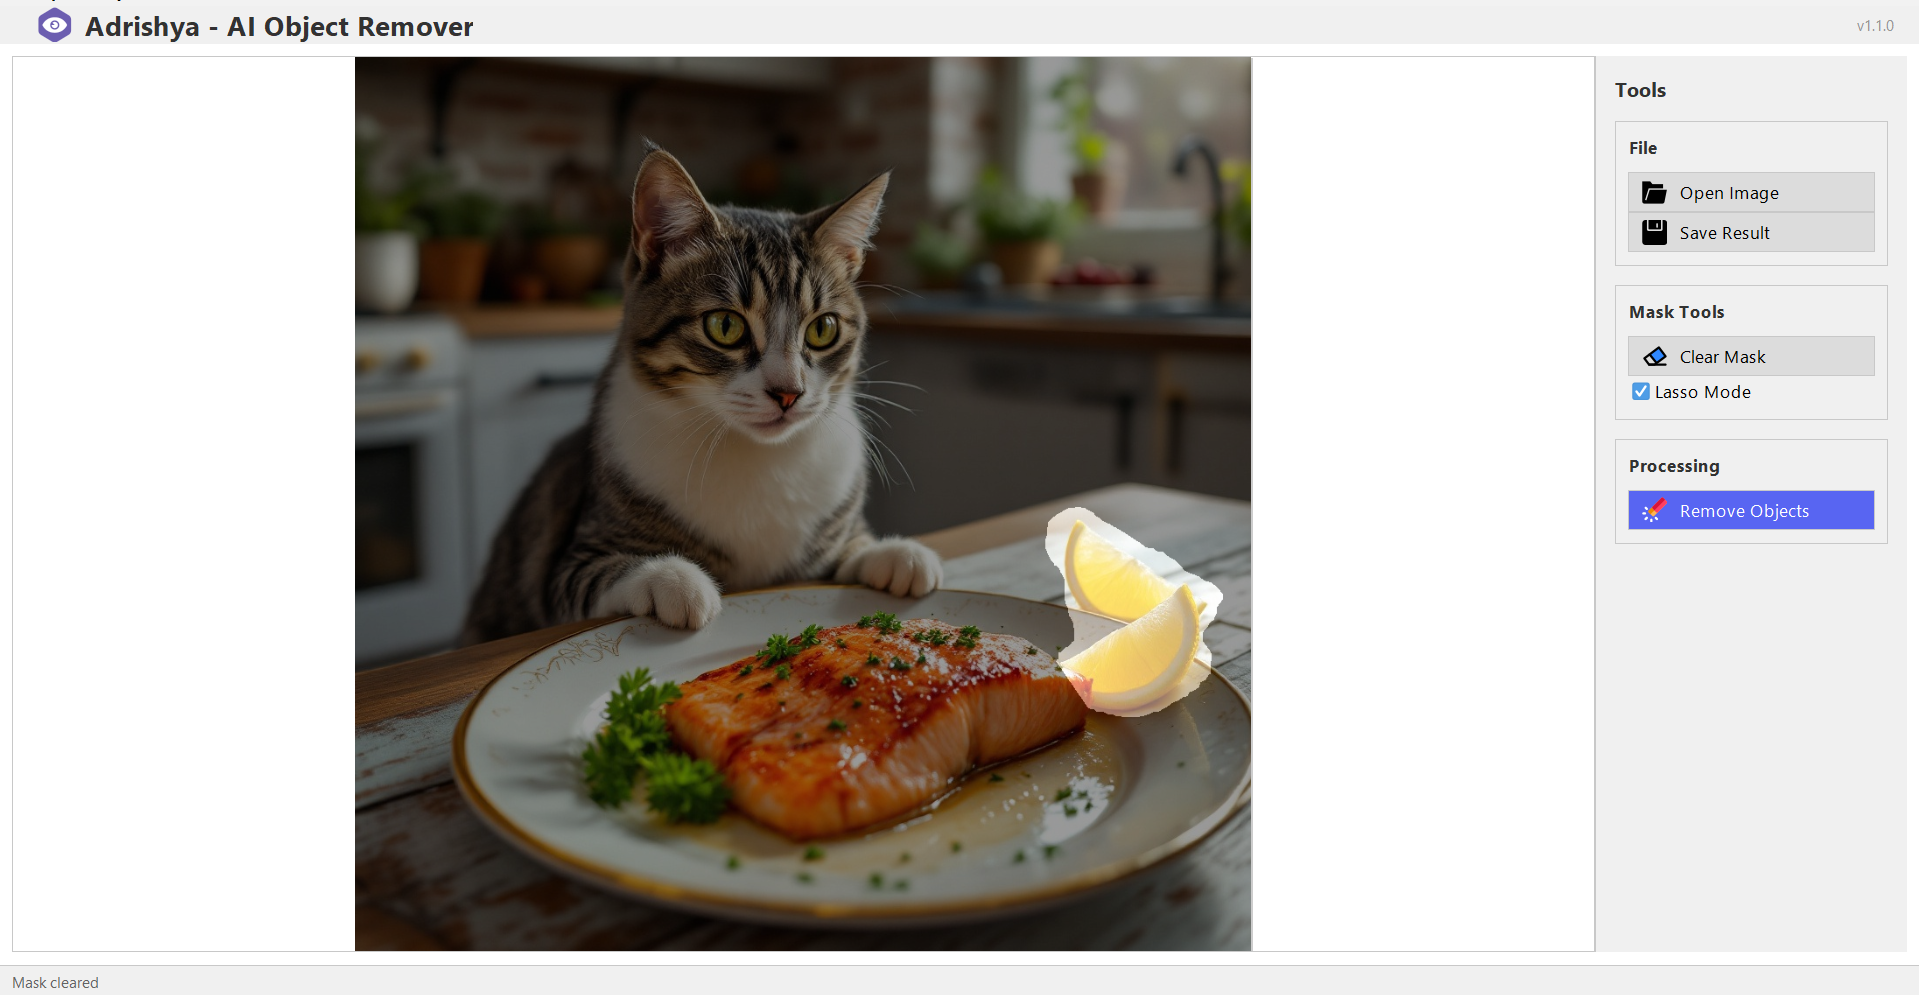 Adrishya - AI Object Remover
v1.1.0
Tools
File
Open Image
Save Result
Mask Tools
Clear Mask
Lasso Mode
Processing
Remove Objects
Mask cleared